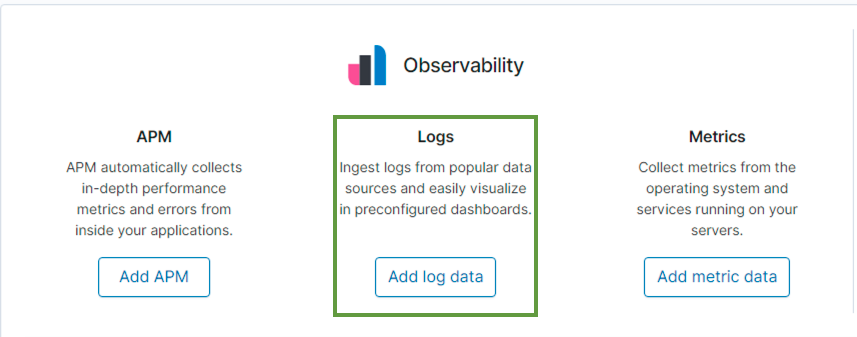 Observability
APM
APM automatically collects
in-depth performance
metrics and errors from
inside your applications.
Add APM
Logs
Ingest logs from popular data
sources and easily visualize
in preconfigured dashboards.
Add log data
Metrics
Collect metrics from the
operating system and
services running on your
servers.
Add metric data